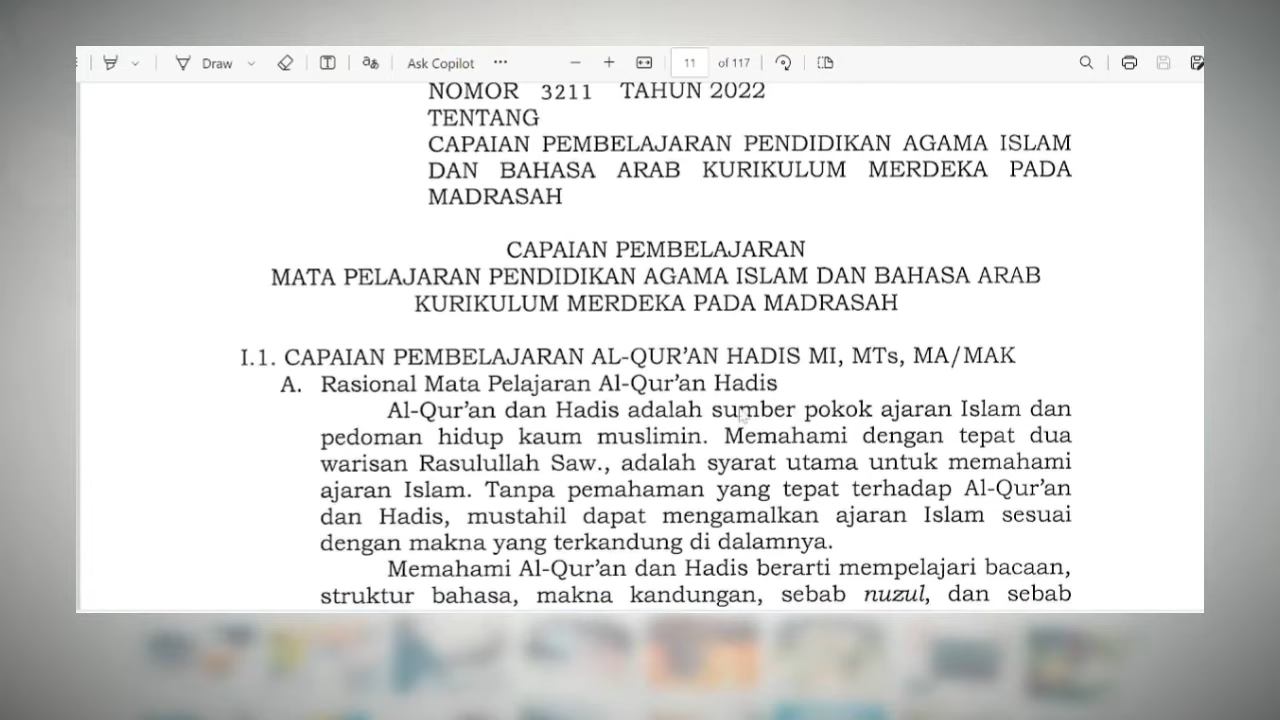 Draw
Ask Copilot
11 of 117
NOMOR 3211 TAHUN 2022
TENTANG
CAPAIAN PEMBELAJARAN PENDIDIKAN AGAMA ISLAM
DAN BAHASA ARAB KURIKULUM MERDEKA PADA
MADRASAH
CAPAIAN PEMBELAJARAN
MATA PELAJARAN PENDIDIKAN AGAMA ISLAM DAN BAHASA ARAB
KURIKULUM MERDEKA PADA MADRASAH
I.1. CAPAIAN PEMBELAJARAN AL-QUR’AN HADIS MI, MTs, MA/MAK
A. Rasional Mata Pelajaran Al-Qur’an Hadis
Al-Qur’an dan Hadis adalah sumber pokok ajaran Islam dan
pedoman hidup kaum muslimin. Memahami dengan tepat dua
warisan Rasulullah Saw., adalah syarat utama untuk memahami
ajaran Islam. Tanpa pemahaman yang tepat terhadap Al-Qur’an
dan Hadis, mustahil dapat mengamalkan ajaran Islam sesuai
dengan makna yang terkandung di dalamnya.
Memahami Al-Qur’an dan Hadis berarti mempelajari bacaan,
struktur bahasa, makna kandungan, sebab nuzul, dan sebab